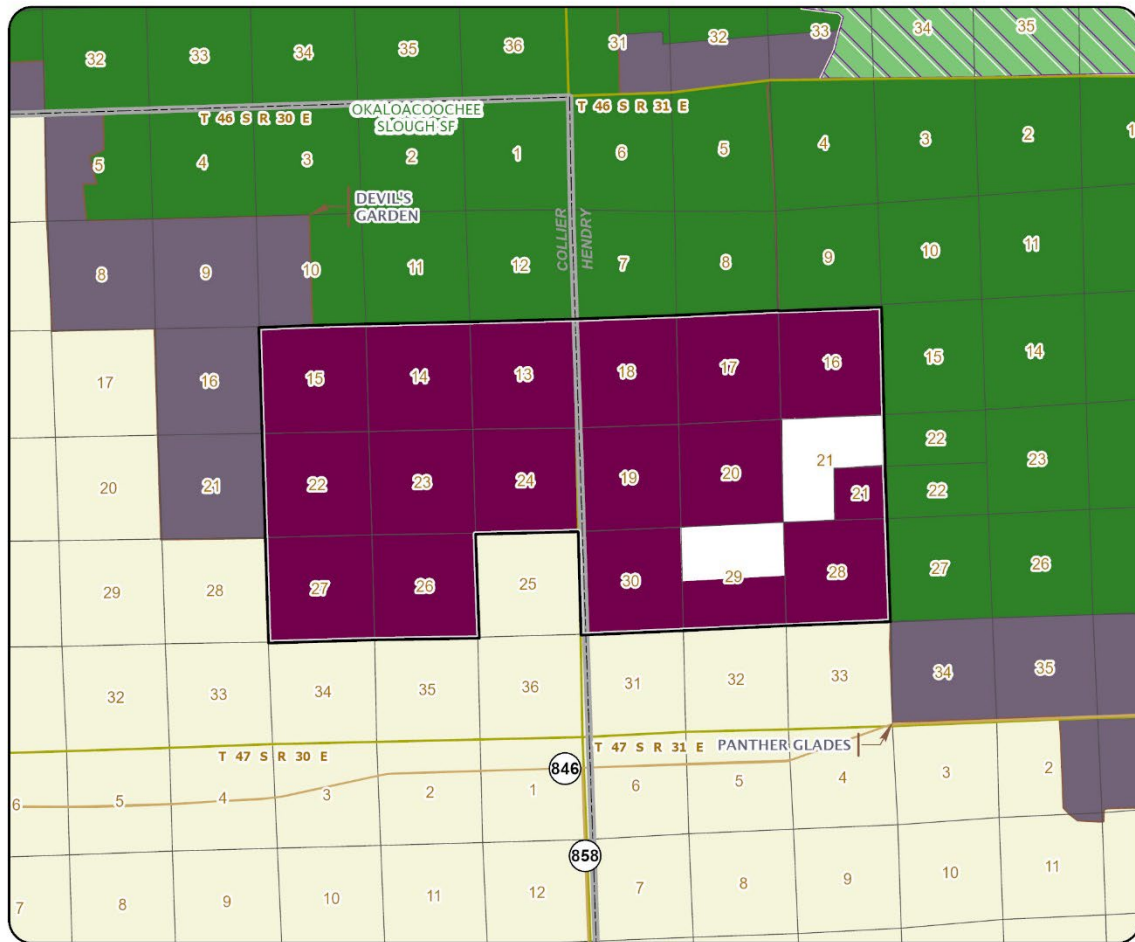 32 33 34 35 36 31 32 33 34 35
T 46 S R 30 E
OKALOACOOCHEE
SLOUGH SF
T 46 S R 31 E
5 4 3 2 1 6 5 4 3 2 1
DEVIL'S
GARDEN
COLLIER
HENDRY
8 9 10 11 12 7 8 9 10 11
17 16 15 14 13 18 17 16 15 14
20 21 22 23 24 19 20 21 22 23
21 22
29 28 27 26 25 30 29 28 27 26
32 33 34 35 36 31 32 33 34 35
T 47 S R 30 E
T 47 S R 31 E
PANTHER GLADES
846
6 5 4 3 2 1 6 5 4 3 2
858
7 8 9 10 11 12 7 8 9 10 11